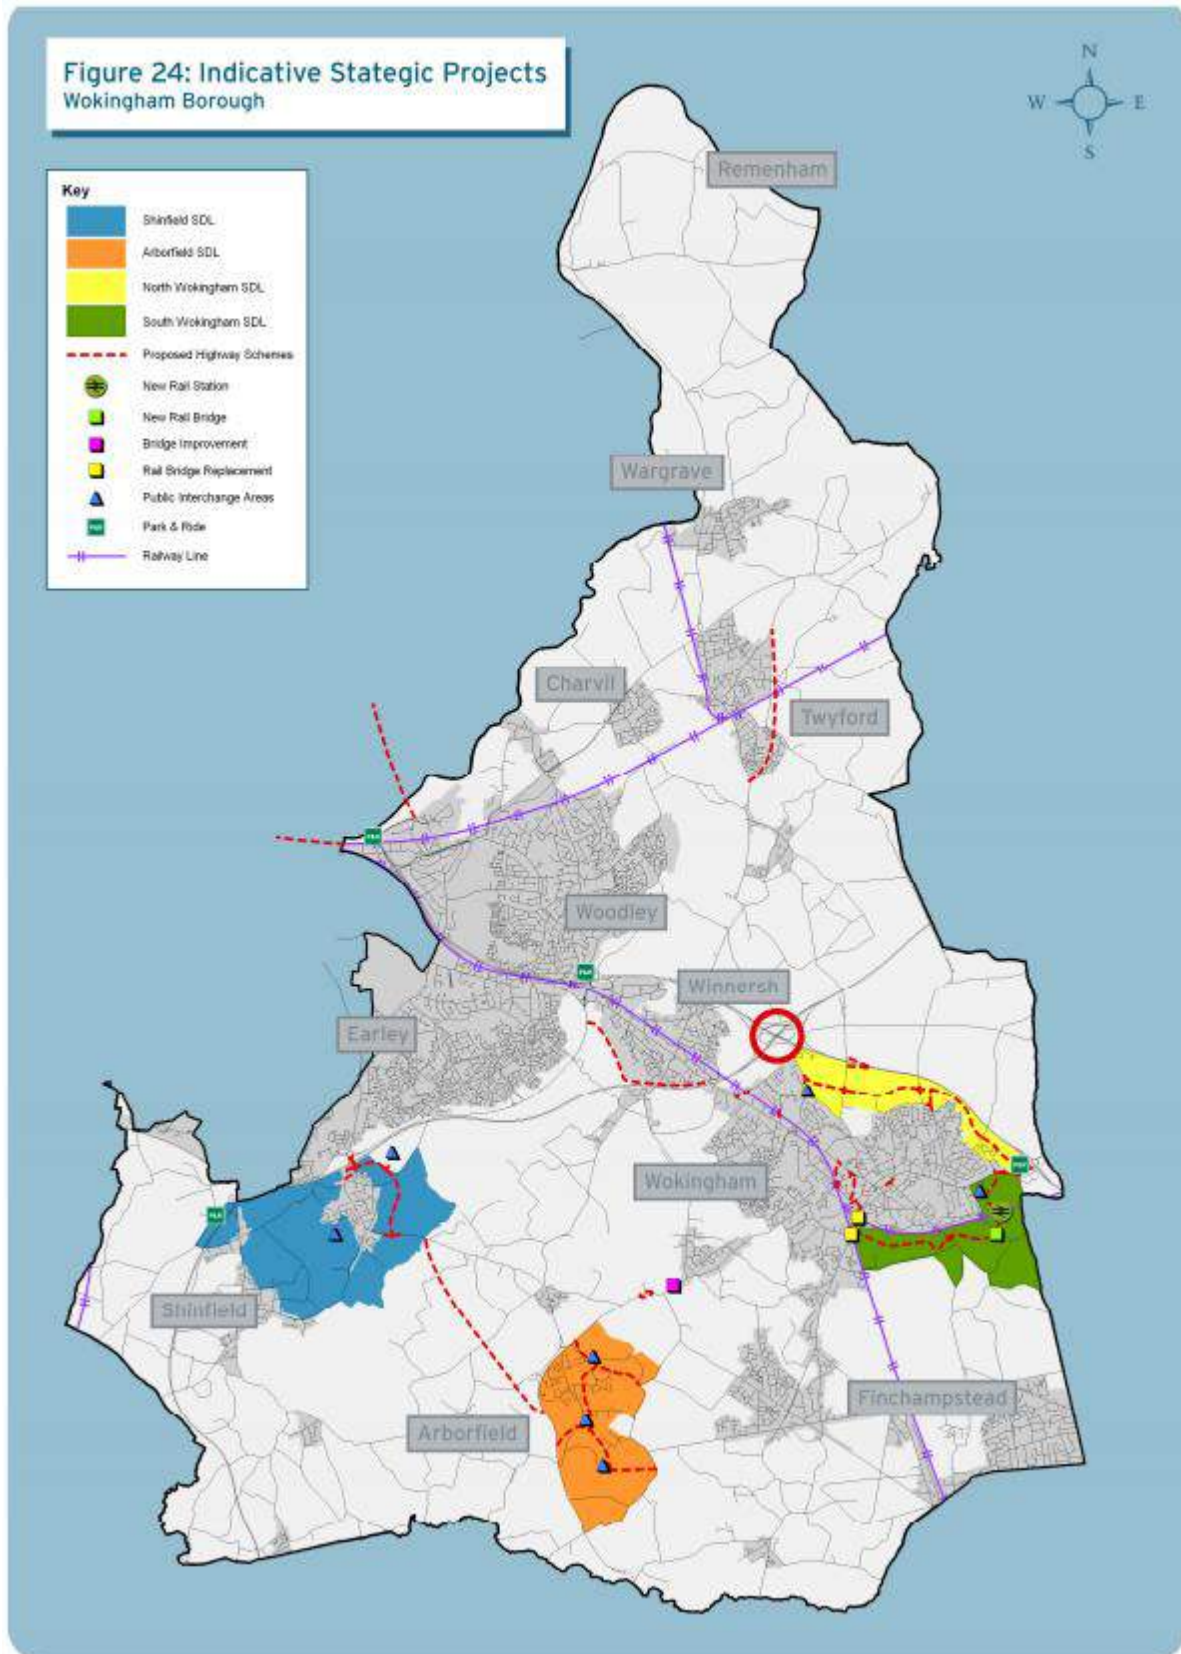 Figure 24: Indicative Stategic Projects
Wokingham Borough
N
W E
S
Key
Shinfield SDL
Arborfield SDL
North Wokingham SDL
South Wokingham SDL
Proposed Highway Schemes
New Rail Station
New Rail Bridge
Bridge Improvement
Rail Bridge Replacement
Public Interchange Areas
P&R Park & Ride
Railway Line
Remenham
Wargrave
Charvil
Twyford
P&R
Woodley
P&R
Winnersh
Earley
Wokingham
P&R
P&R
Shinfield
Finchampstead
Arborfield